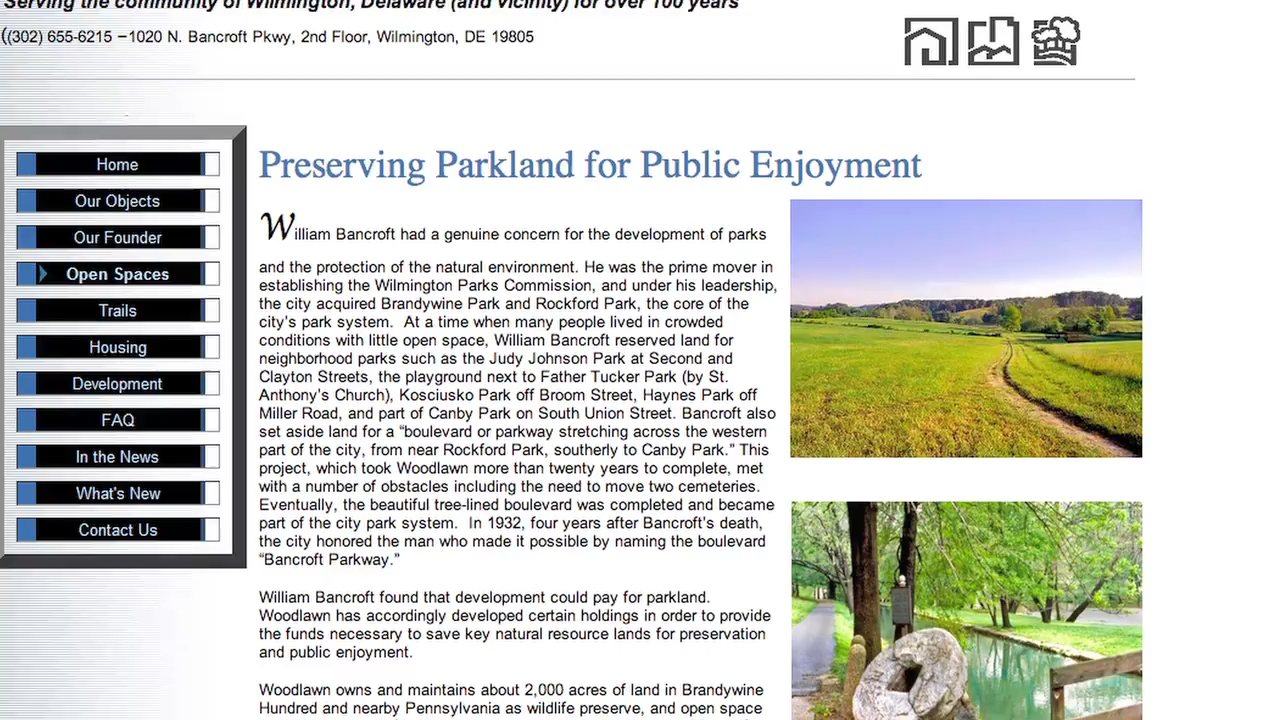 Serving the community of Wilmington, Delaware (and vicinity) for over 100 years
((302) 655-6215 –1020 N. Bancroft Pkwy, 2nd Floor, Wilmington, DE 19805
Home
Our Objects
Our Founder
Open Spaces
Trails
Housing
Development
FAQ
In the News
What's New
Contact Us
Preserving Parkland for Public Enjoyment
William Bancroft had a genuine concern for the development of parks
and the protection of the natural environment. He was the prime mover in
establishing the Wilmington Parks Commission, and under his leadership,
the city acquired Brandywine Park and Rockford Park, the core of the
city's park system.  At a time when many people lived in crowded
conditions with little open space, William Bancroft reserved land for
neighborhood parks such as the Judy Johnson Park at Second and
Clayton Streets, the playground next to Father Tucker Park (by St.
Anthony's Church), Kosciusko Park off Broom Street, Haynes Park off
Miller Road, and part of Canby Park on South Union Street. Bancroft also
set aside land for a “boulevard or parkway stretching across the western
part of the city, from near Rockford Park, southerly to Canby Park.” This
project, which took Woodlawn more than twenty years to complete, met
with a number of obstacles including the need to move two cemeteries.
Eventually, the beautiful tree-lined boulevard was completed and became
part of the city park system.  In 1932, four years after Bancroft's death,
the city honored the man who made it possible by naming the boulevard
“Bancroft Parkway.”
William Bancroft found that development could pay for parkland.
Woodlawn has accordingly developed certain holdings in order to provide
the funds necessary to save key natural resource lands for preservation
and public enjoyment.
Woodlawn owns and maintains about 2,000 acres of land in Brandywine
Hundred and nearby Pennsylvania as wildlife preserve, and open space